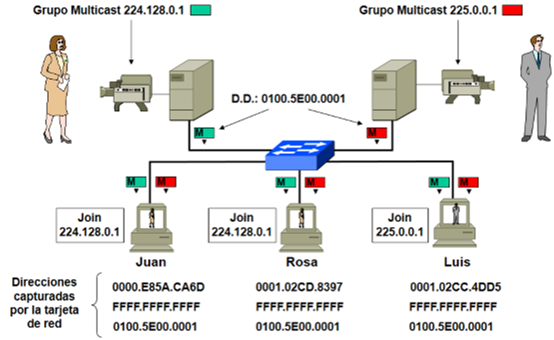 Grupo Multicast 224.128.0.1
Grupo Multicast 225.0.0.1
D.D.: 0100.5E00.0001
M
M
M
M
M
M
M
M
Join
224.128.0.1
Join
224.128.0.1
Join
225.0.0.1
Juan
Rosa
Luis
Direcciones
capturadas
por la tarjeta
de red
0000.E85A.CA6D
0001.02CD.8397
0001.02CC.4DD5
FFFF.FFFF.FFFF
FFFF.FFFF.FFFF
FFFF.FFFF.FFFF
0100.5E00.0001
0100.5E00.0001
0100.5E00.0001